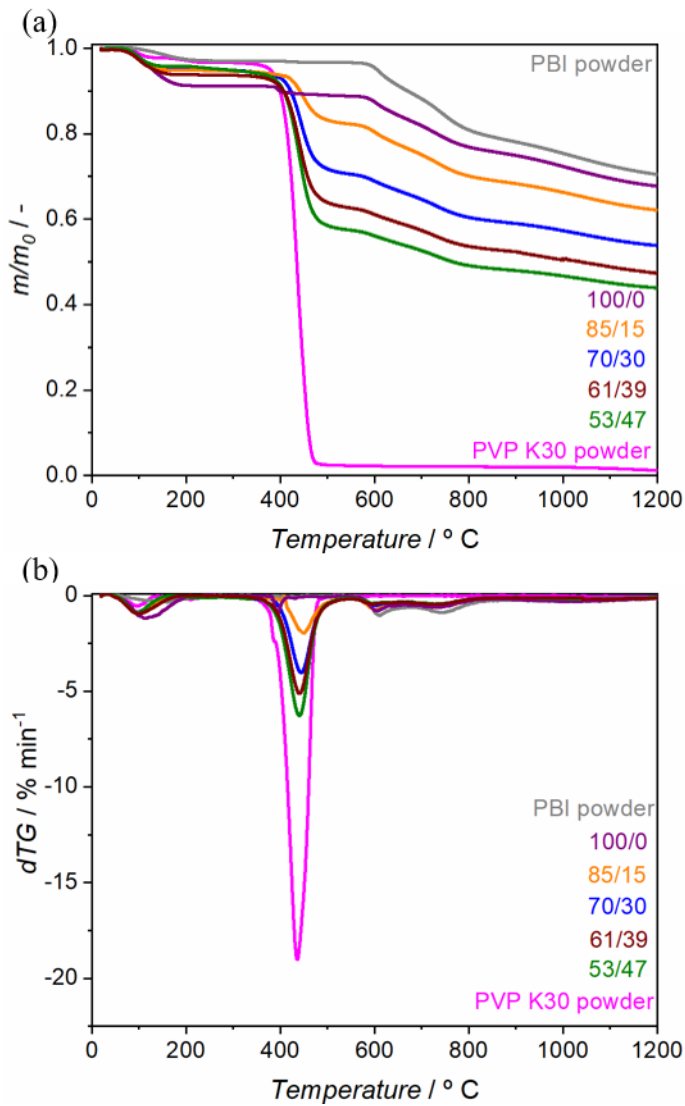 (a)
1.0
0.8
0.6
0.4
0.2
0.0
m/m0 / -
PBI powder
100/0
85/15
70/30
61/39
53/47
PVP K30 powder
0 200 400 600 800 1000 1200
Temperature / º C
(b)
0
-5
-10
-15
-20
dTG / % min⁻¹
PBI powder
100/0
85/15
70/30
61/39
53/47
PVP K30 powder
0 200 400 600 800 1000 1200
Temperature / º C